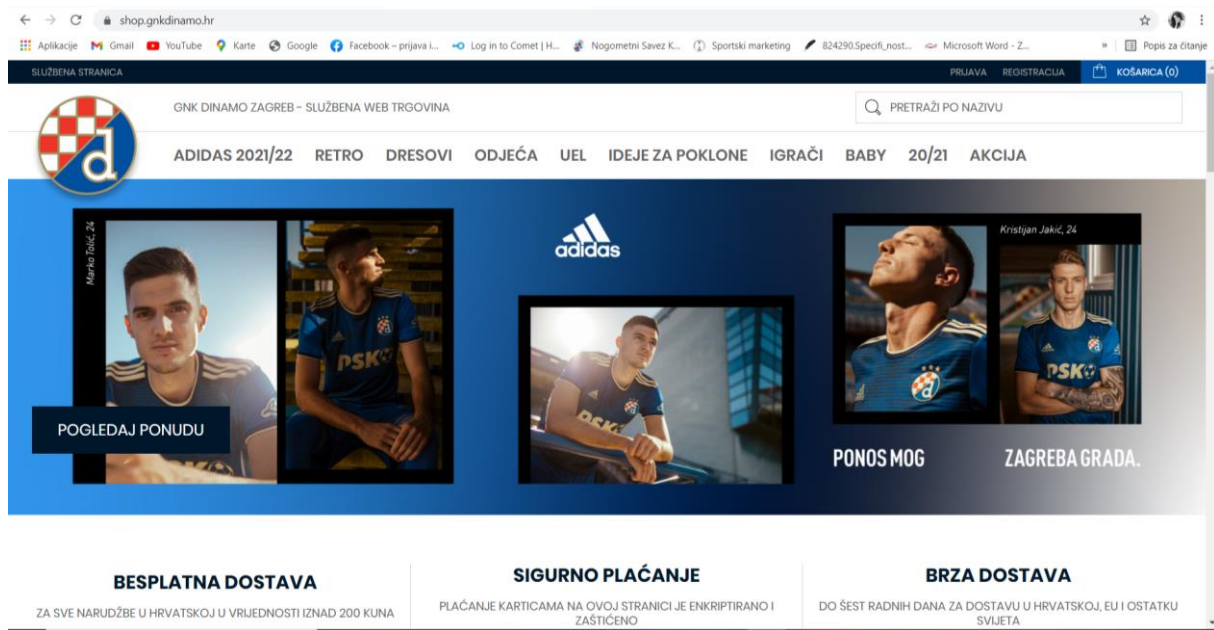 shop.gnkdinamo.hr
Aplikacije Gmail YouTube Karte Google Facebook – prijava i... Log in to Comet | H... Nogometni Savez K... Sportski marketing 824290.Specifi_nost... Microsoft Word - Z... » Popis za čitanje
SLUŽBENA STRANICA PRIJAVA REGISTRACIJA KOŠARICA (0)
GNK DINAMO ZAGREB – SLUŽBENA WEB TRGOVINA PRETRAŽI PO NAZIVU
ADIDAS 2021/22 RETRO DRESOVI ODJEĆA UEL IDEJE ZA POKLONE IGRAČI BABY 20/21 AKCIJA
Marko Tolić, 24
adidas
Kristijan Jakić, 24
PSK
PSK
POGLEDAJ PONUDU
PONOS MOG ZAGREBA GRADA.
BESPLATNA DOSTAVA
ZA SVE NARUDŽBE U HRVATSKOJ U VRIJEDNOSTI IZNAD 200 KUNA
SIGURNO PLAĆANJE
PLAĆANJE KARTICAMA NA OVOJ STRANICI JE ENKRIPTIRANO I
ZAŠTIĆENO
BRZA DOSTAVA
DO ŠEST RADNIH DANA ZA DOSTAVU U HRVATSKOJ, EU I OSTATKU
SVIJETA